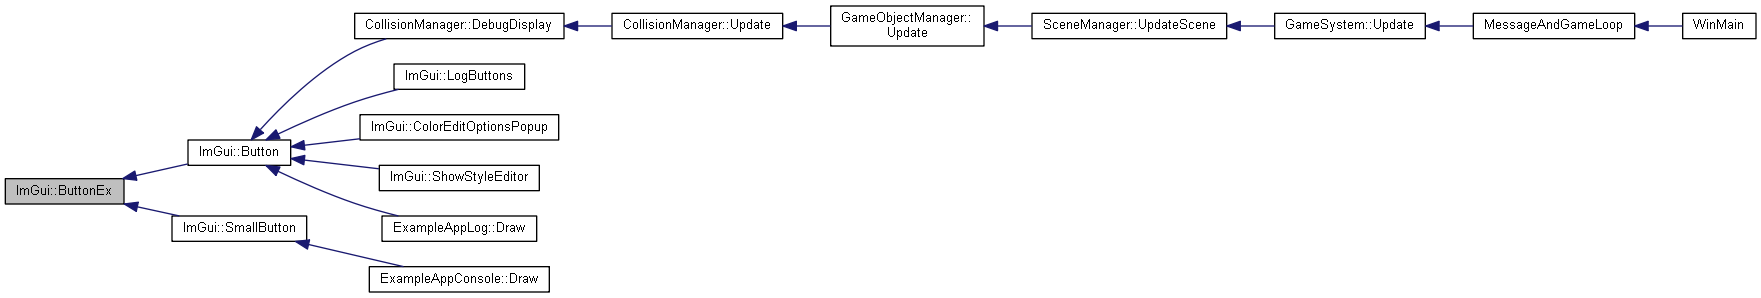 CollisionManager::DebugDisplay
CollisionManager::Update
GameObjectManager::
Update
SceneManager::UpdateScene
GameSystem::Update
MessageAndGameLoop
WinMain
ImGui::LogButtons
ImGui::ColorEditOptionsPopup
ImGui::Button
ImGui::ShowStyleEditor
ImGui::ButtonEx
ImGui::SmallButton
ExampleAppLog::Draw
ExampleAppConsole::Draw